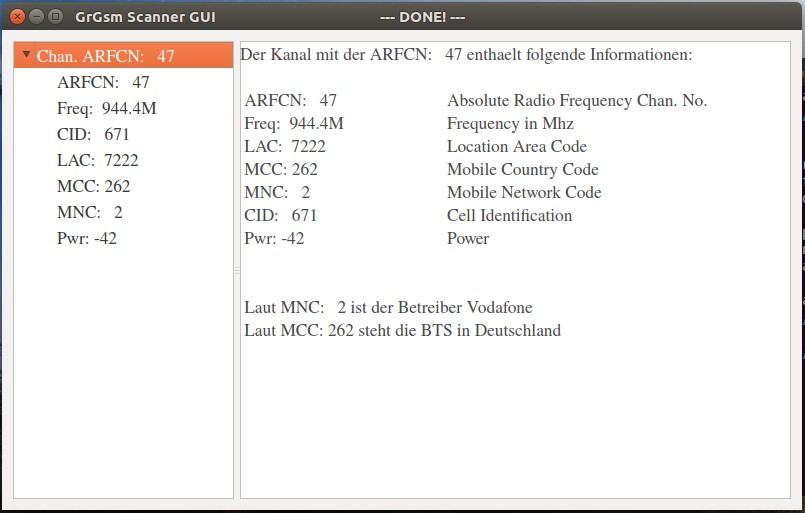 GrGsm Scanner GUI --- DONE! ---
Chan. ARFCN: 47
ARFCN: 47
Freq: 944.4M
CID: 671
LAC: 7222
MCC: 262
MNC: 2
Pwr: -42
Der Kanal mit der ARFCN: 47 enthaelt folgende Informationen:
ARFCN: 47 Absolute Radio Frequency Chan. No.
Freq: 944.4M Frequency in Mhz
LAC: 7222 Location Area Code
MCC: 262 Mobile Country Code
MNC: 2 Mobile Network Code
CID: 671 Cell Identification
Pwr: -42 Power
Laut MNC: 2 ist der Betreiber Vodafone
Laut MCC: 262 steht die BTS in Deutschland